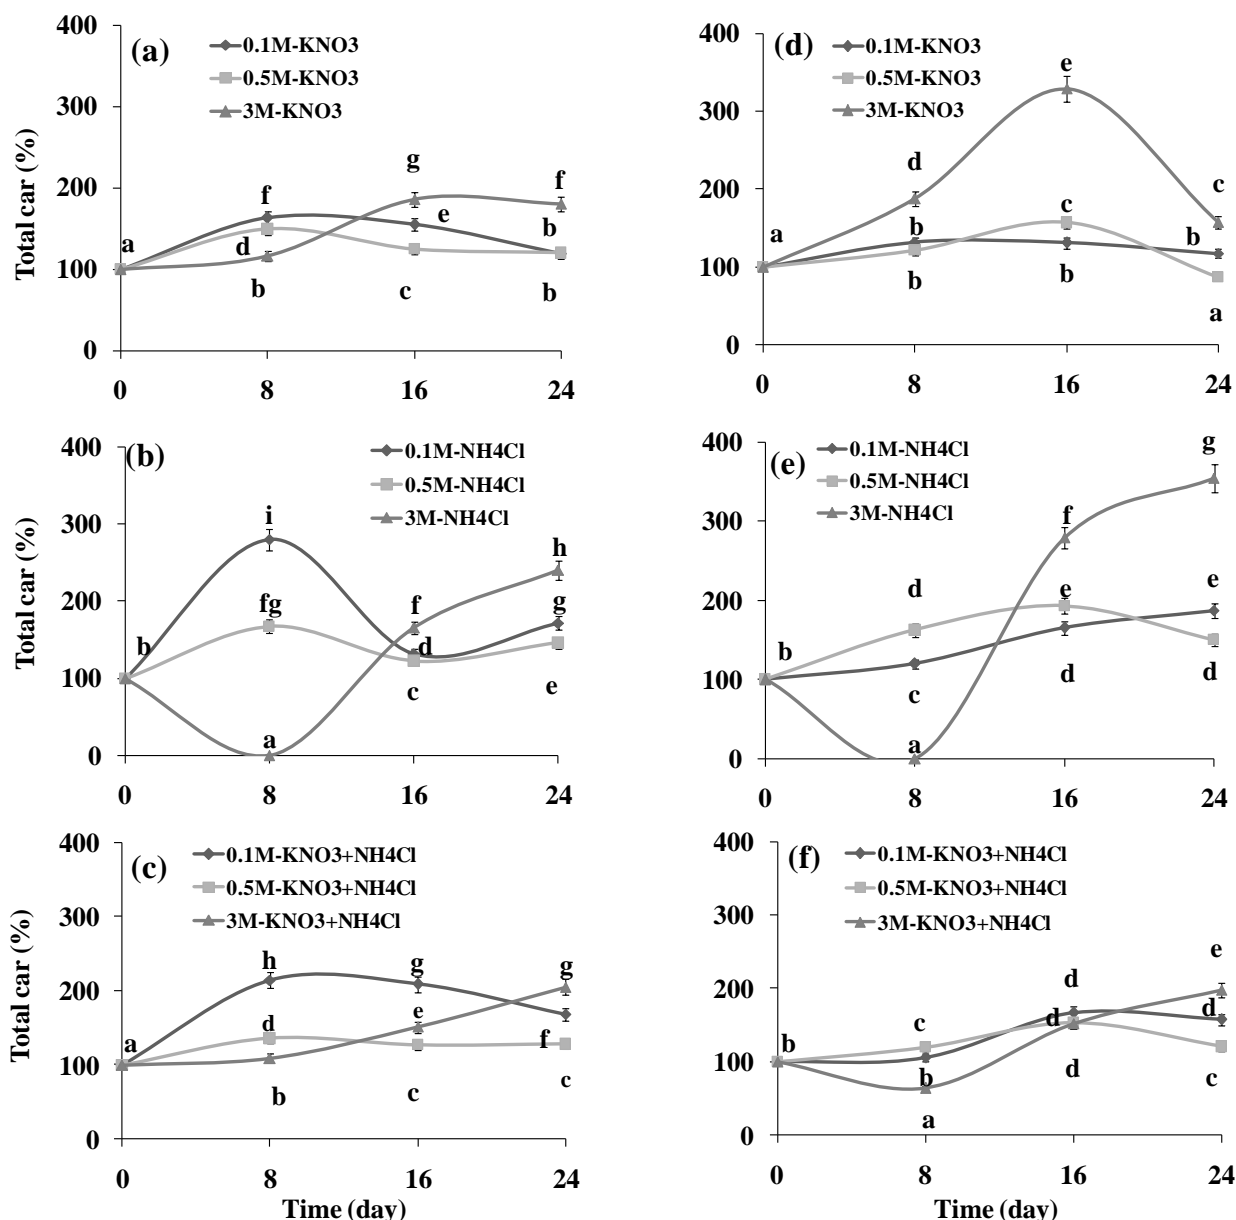 (a)
400
300
200
100
0
Total car (%)
0.1M-KNO3
0.5M-KNO3
3M-KNO3
a
f
d
b
g
e
c
f
b
b
0 8 16 24
(d)
400
300
200
100
0
0.1M-KNO3
0.5M-KNO3
3M-KNO3
a
d
b
b
e
c
b
c
b
a
0 8 16 24
(b)
400
300
200
100
0
Total car (%)
0.1M-NH4Cl
0.5M-NH4Cl
3M-NH4Cl
b
i
fg
a
f
d
c
h
g
e
0 8 16 24
(e)
400
300
200
100
0
0.1M-NH4Cl
0.5M-NH4Cl
3M-NH4Cl
b
d
c
a
f
e
d
g
e
d
0 8 16 24
(c)
400
300
200
100
0
Total car (%)
0.1M-KNO3+NH4Cl
0.5M-KNO3+NH4Cl
3M-KNO3+NH4Cl
a
h
d
b
g
e
c
g
f
c
0 8 16 24
Time (day)
(f)
400
300
200
100
0
0.1M-KNO3+NH4Cl
0.5M-KNO3+NH4Cl
3M-KNO3+NH4Cl
b
c
b
a
d
d
d
e
d
c
0 8 16 24
Time (day)